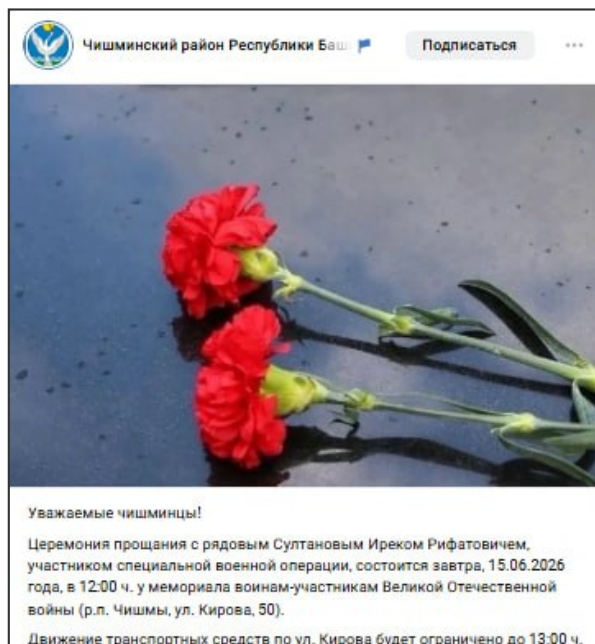 Чишминский район Республики Баш
Подписаться
Уважаемые чишминцы!
Церемония прощания с рядовым Султановым Иреком Рифатовичем,
участником специальной военной операции, состоится завтра, 15.06.2026
года, в 12:00 ч. у мемориала воинам-участникам Великой Отечественной
войны (р.п. Чишмы, ул. Кирова, 50).
Движение транспортных средств по ул. Кирова будет ограничено до 13:00 ч.